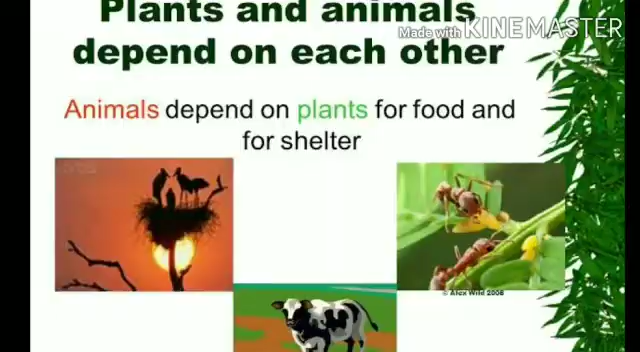 Plants and animals
Made with KINEMASTER
depend on each other
Animals depend on plants for food and
for shelter
© Alex Wild 2006